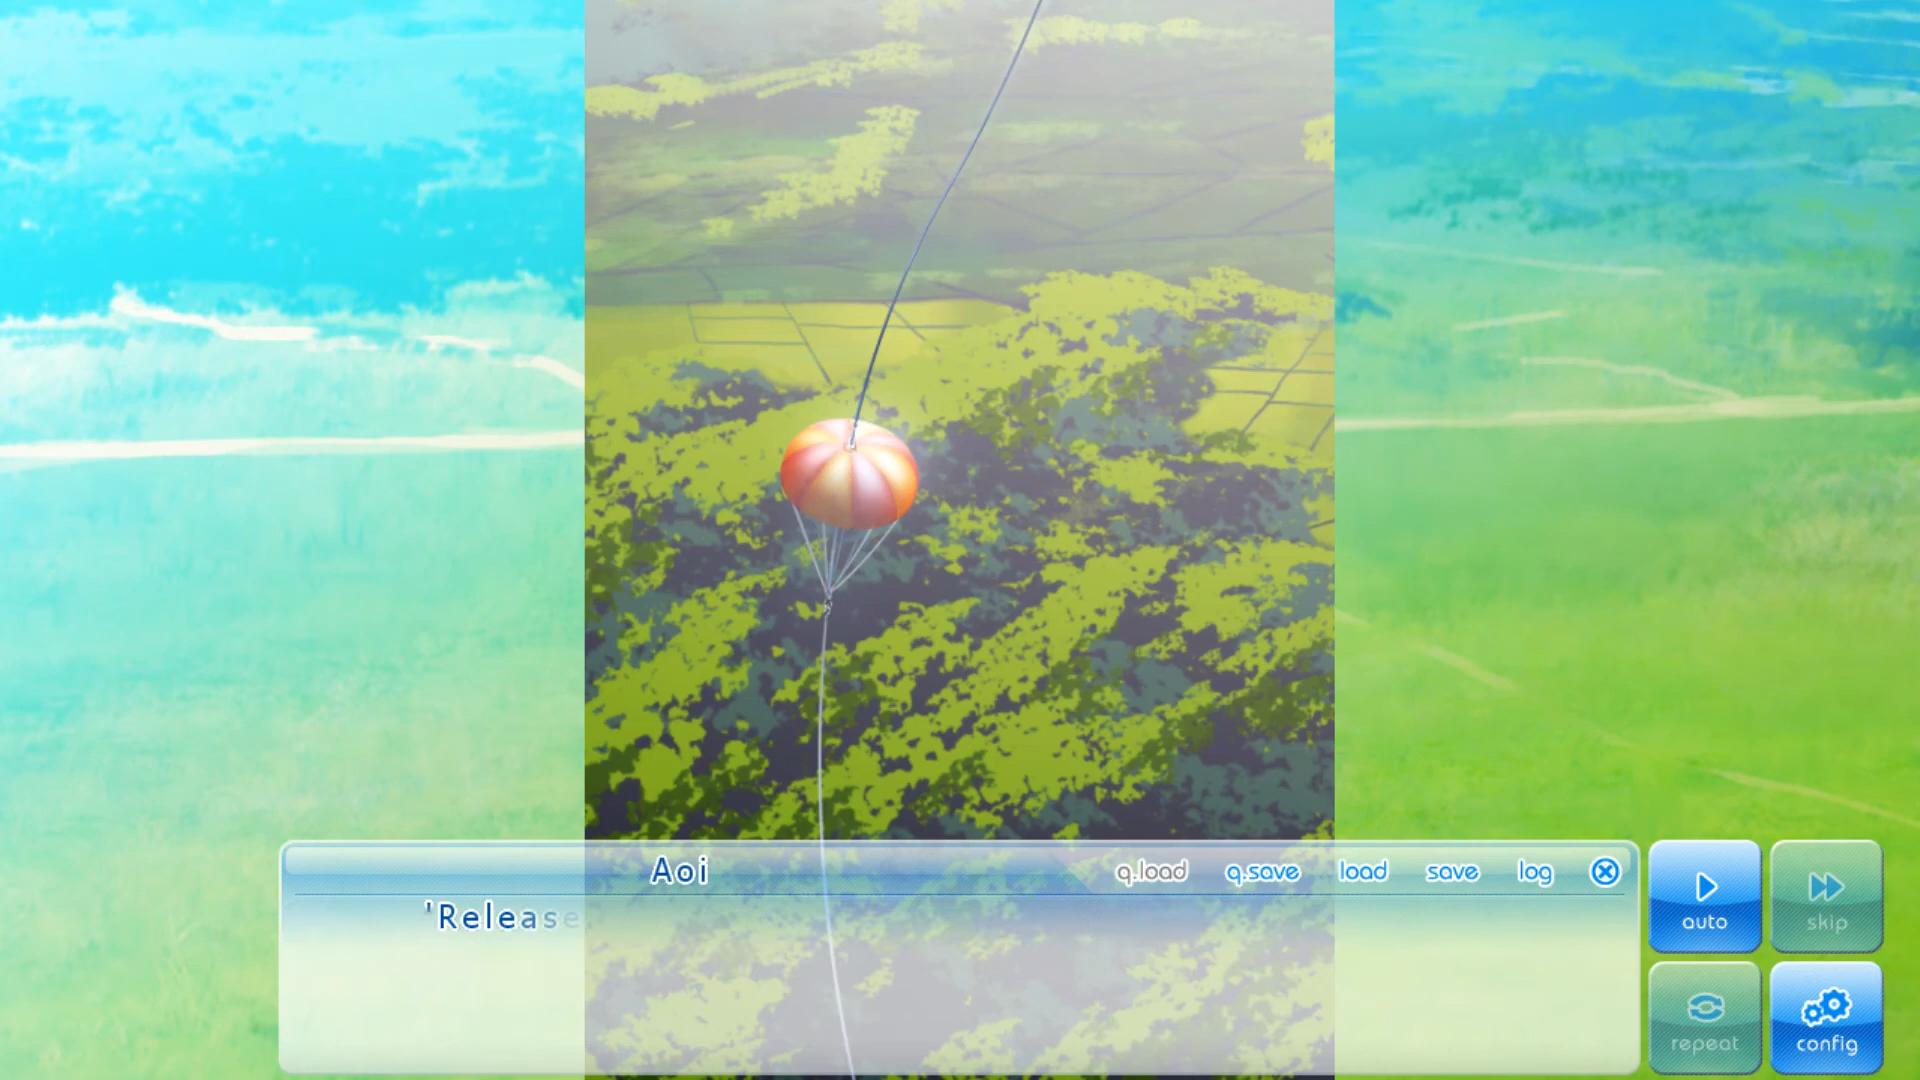 Aoi
q.load q.save load save log
'Release
auto
skip
repeat
config